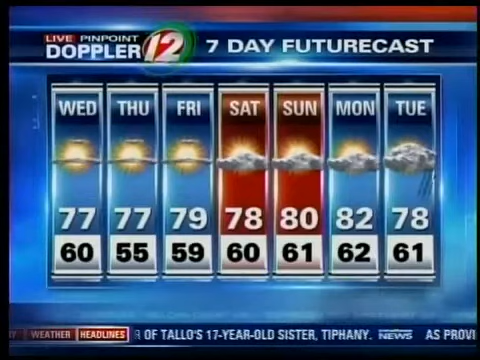 LIVE PINPOINT
DOPPLER 12
7 DAY FUTURECAST
WED THU FRI SAT SUN MON TUE
77 77 79 78 80 82 78
60 55 59 60 61 62 61
WEATHER HEADLINES R OF TALLO'S 17-YEAR-OLD SISTER, TIPHANY. NEWS AS PROVI